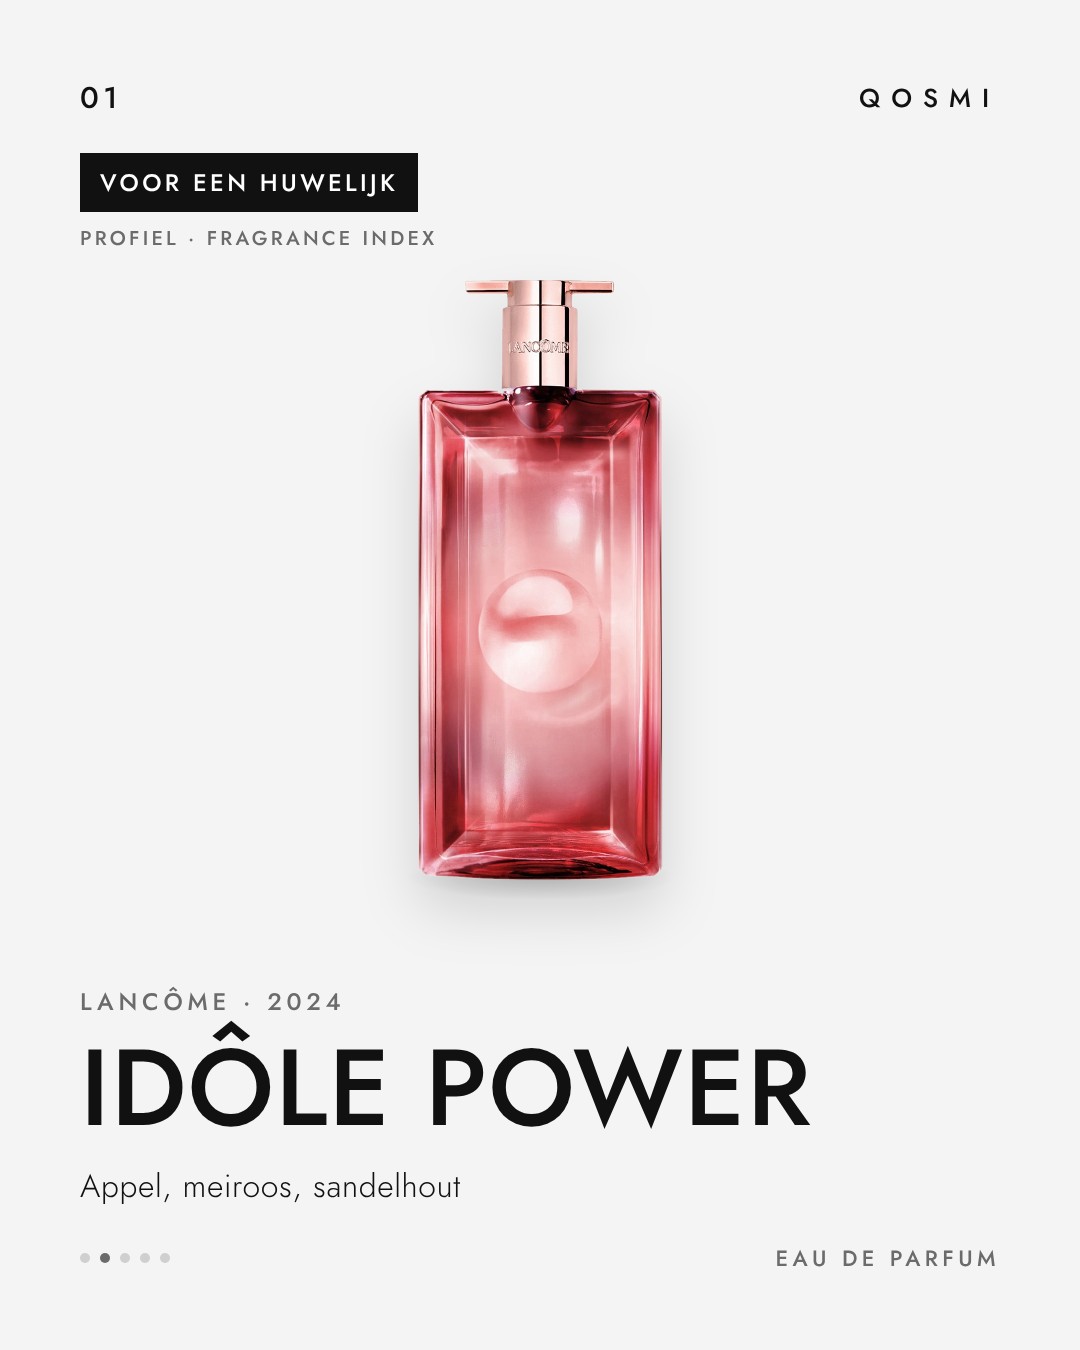 01
QOSMI
VOOR EEN HUWELIJK
PROFIEL · FRAGRANCE INDEX
LANCÔME
LANCÔME · 2024
IDÔLE POWER
Appel, meiroos, sandelhout
EAU DE PARFUM